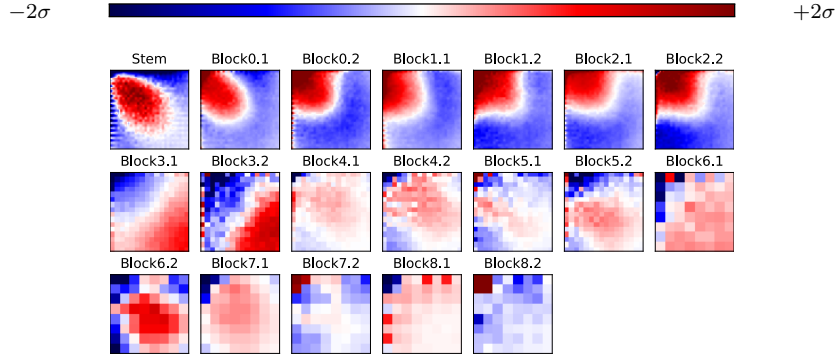 −2σ +2σ
Stem Block0.1 Block0.2 Block1.1 Block1.2 Block2.1 Block2.2
Block3.1 Block3.2 Block4.1 Block4.2 Block5.1 Block5.2 Block6.1
Block6.2 Block7.1 Block7.2 Block8.1 Block8.2